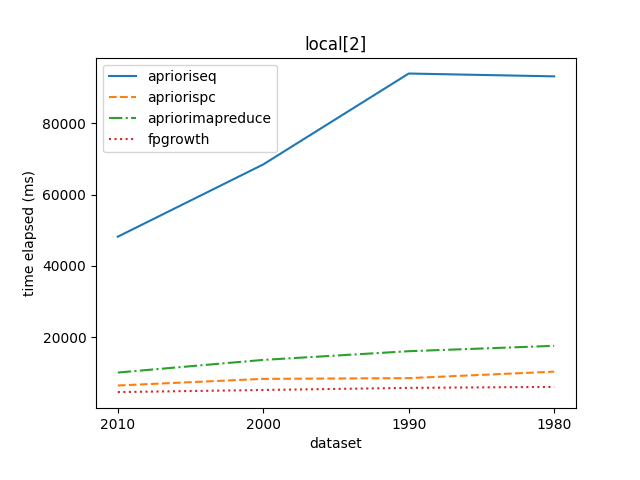 local[2]
aprioriseq
apriorispc
apriorimapreduce
fpgrowth
time elapsed (ms)
80000
60000
40000
20000
2010 2000 1990 1980
dataset